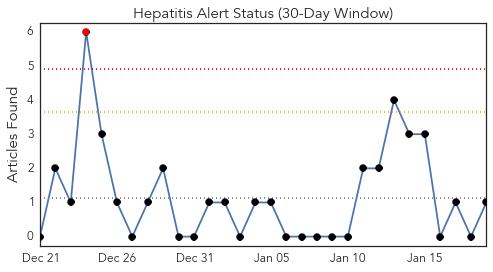 Hepatitis Alert Status (30-Day Window)
Articles Found
6
5
4
3
2
1
0
Dec 21 Dec 26 Dec 31 Jan 05 Jan 10 Jan 15